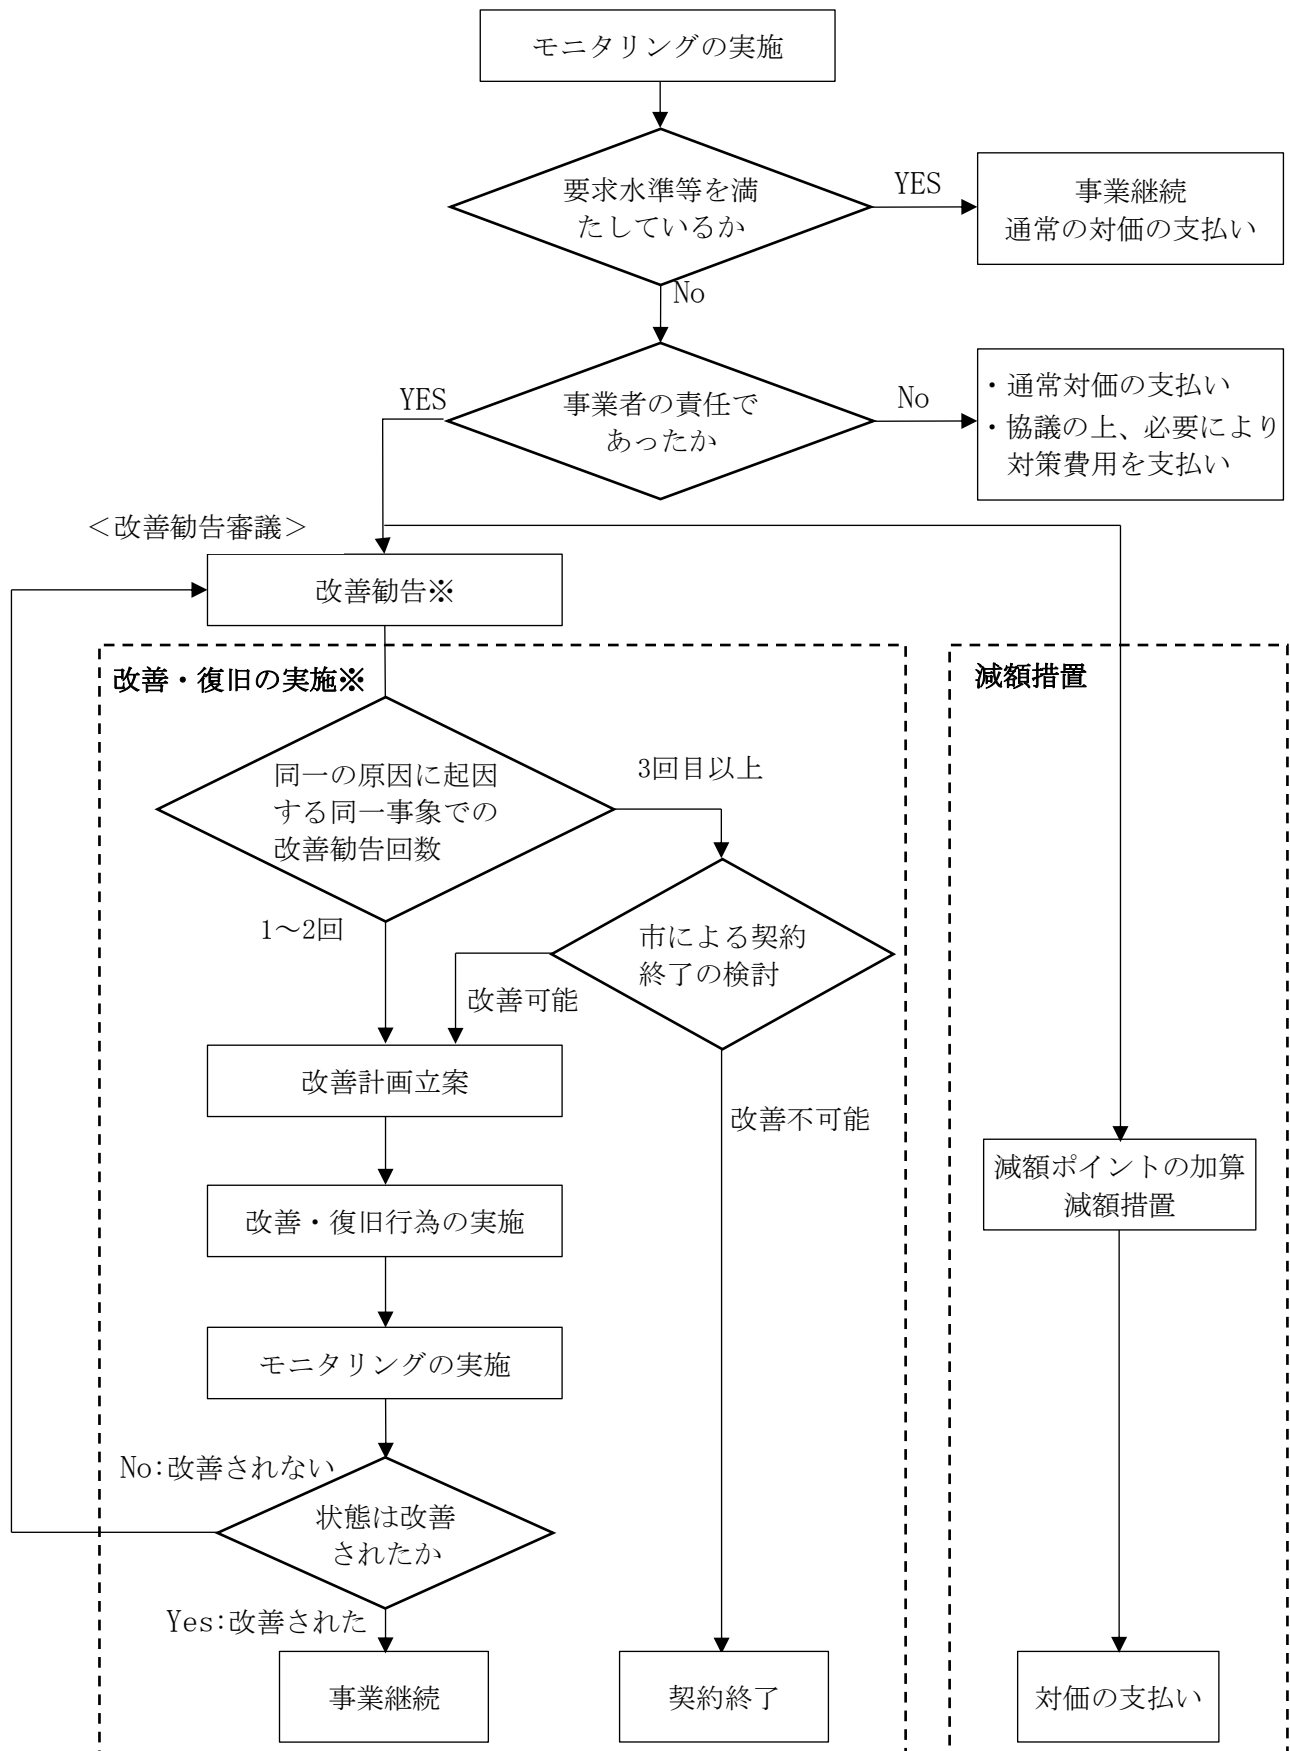 モニタリングの実施
要求水準等を満
たしているか
YES
事業継続
通常の対価の支払い
No
事業者の責任で
あったか
YES
No
・通常対価の支払い
・協議の上、必要により
対策費用を支払い
＜改善勧告審議＞
改善勧告※
改善・復旧の実施※
減額措置
同一の原因に起因
する同一事象での
改善勧告回数
3回目以上
1～2回
市による契約
終了の検討
改善可能
改善計画立案
改善不可能
減額ポイントの加算
減額措置
改善・復旧行為の実施
モニタリングの実施
No:改善されない
状態は改善
されたか
Yes:改善された
事業継続
契約終了
対価の支払い